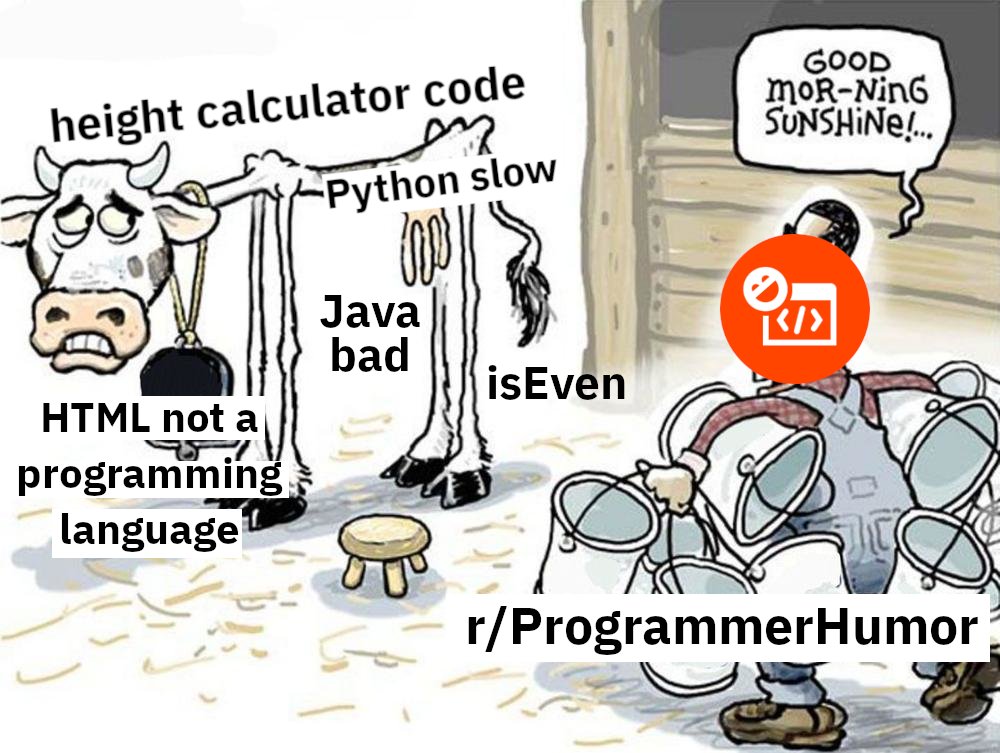 height calculator code
GOOD
MOR-NING
SUNSHINE!...
Python slow
Java
bad
isEven
HTML not a
programming
language
</>
r/ProgrammerHumor